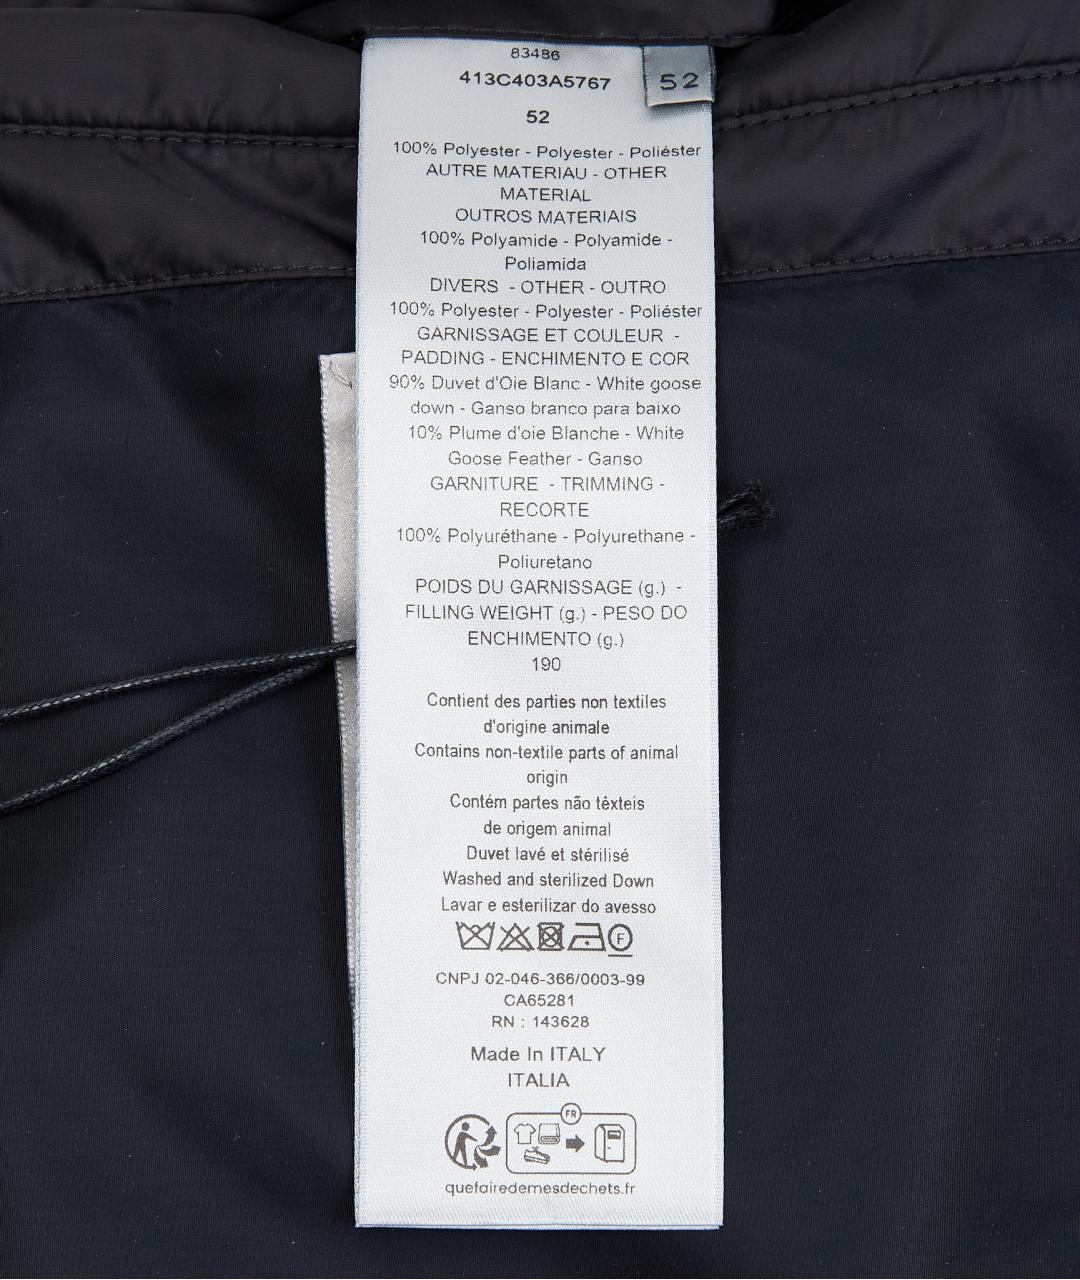 83486
413C403A5767
52
52
100% Polyester - Polyester - Poliéster
AUTRE MATERIAU - OTHER
MATERIAL
OUTROS MATERIAIS
100% Polyamide - Polyamide -
Poliamida
DIVERS - OTHER - OUTRO
100% Polyester - Polyester - Poliéster
GARNISSAGE ET COULEUR -
PADDING - ENCHIMENTO E COR
90% Duvet d'Oie Blanc - White goose
down - Ganso branco para baixo
10% Plume d'oie Blanche - White
Goose Feather - Ganso
GARNITURE - TRIMMING -
RECORTE
100% Polyuréthane - Polyurethane -
Poliuretano
POIDS DU GARNISSAGE (g.) -
FILLING WEIGHT (g.) - PESO DO
ENCHIMENTO (g.)
190
Contient des parties non textiles
d'origine animale
Contains non-textile parts of animal
origin
Contém partes não têxteis
de origem animal
Duvet lavé et stérilisé
Washed and sterilized Down
Lavar e esterilizar do avesso
F
CNPJ 02-046-366/0003-99
CA65281
RN : 143628
Made In ITALY
ITALIA
FR
quefairedemesdechets.fr